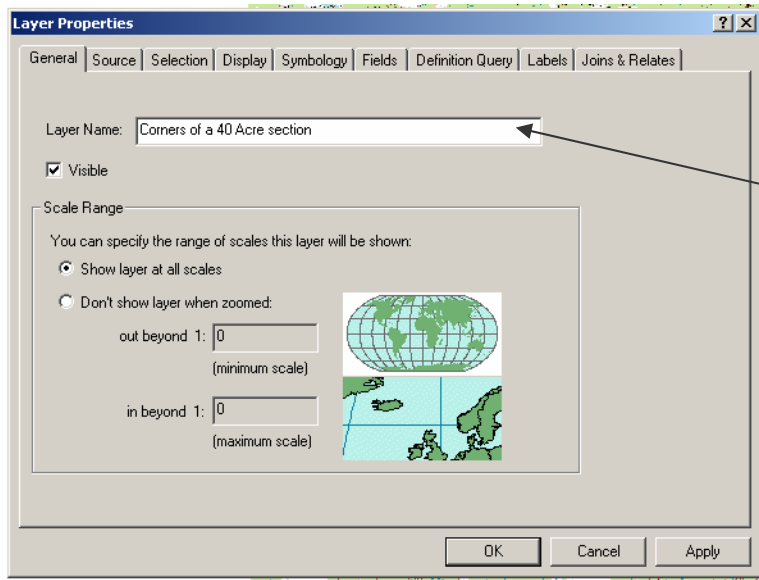 Layer Properties
General Source Selection Display Symbology Fields Definition Query Labels Joins & Relates
Layer Name: Corners of a 40 Acre section
Visible
Scale Range
You can specify the range of scales this layer will be shown:
Show layer at all scales
Don't show layer when zoomed:
out beyond 1: 0
(minimum scale)
in beyond 1: 0
(maximum scale)
OK Cancel Apply